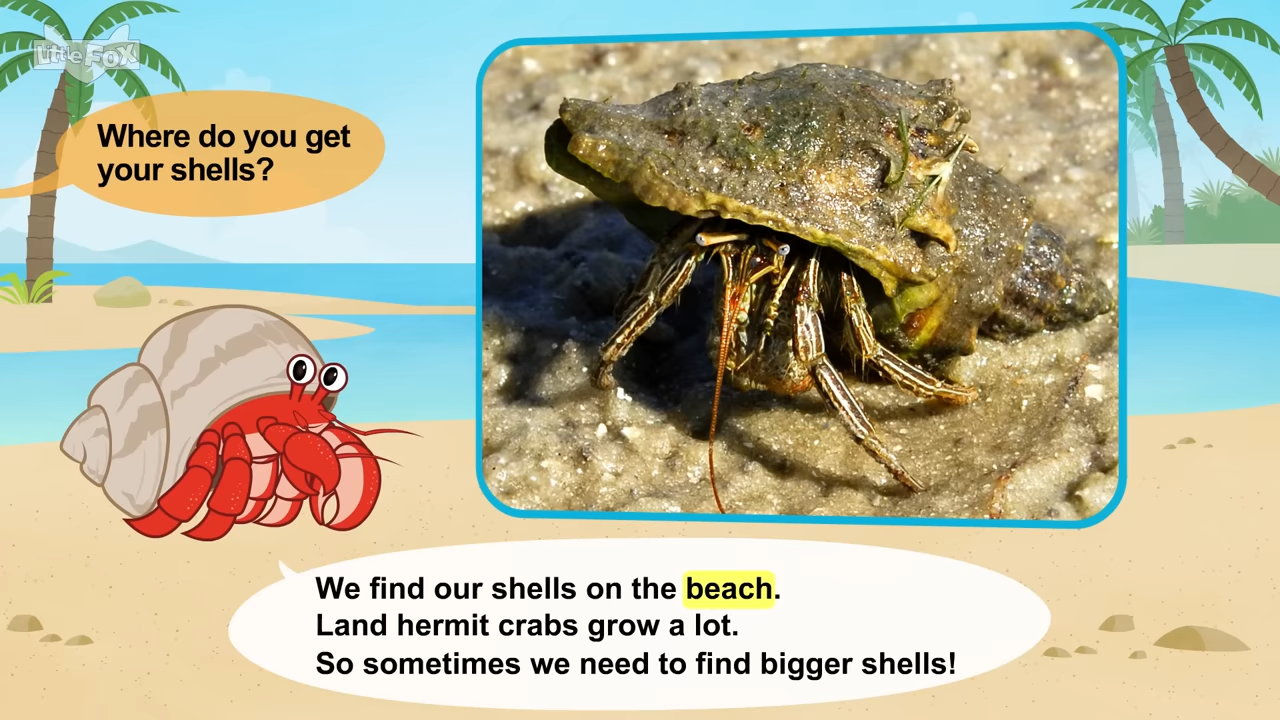 Little Fox
Where do you get
your shells?
We find our shells on the beach.
Land hermit crabs grow a lot.
So sometimes we need to find bigger shells!